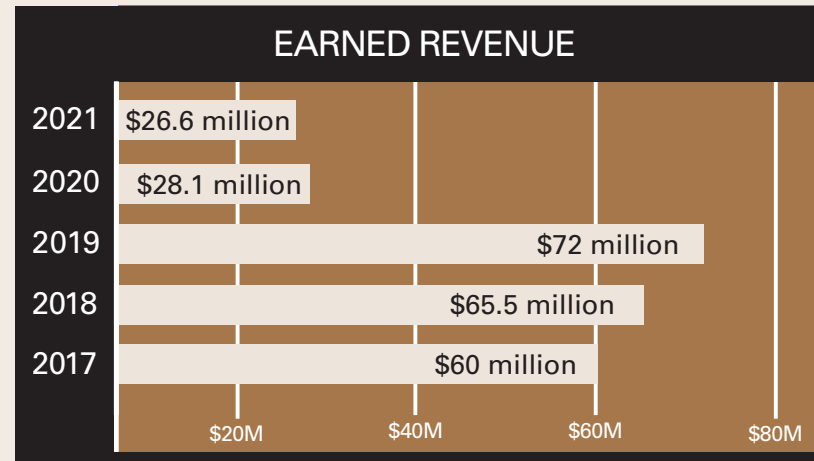 EARNED REVENUE
2021 $26.6 million
2020 $28.1 million
2019 $72 million
2018 $65.5 million
2017 $60 million
$20M $40M $60M $80M